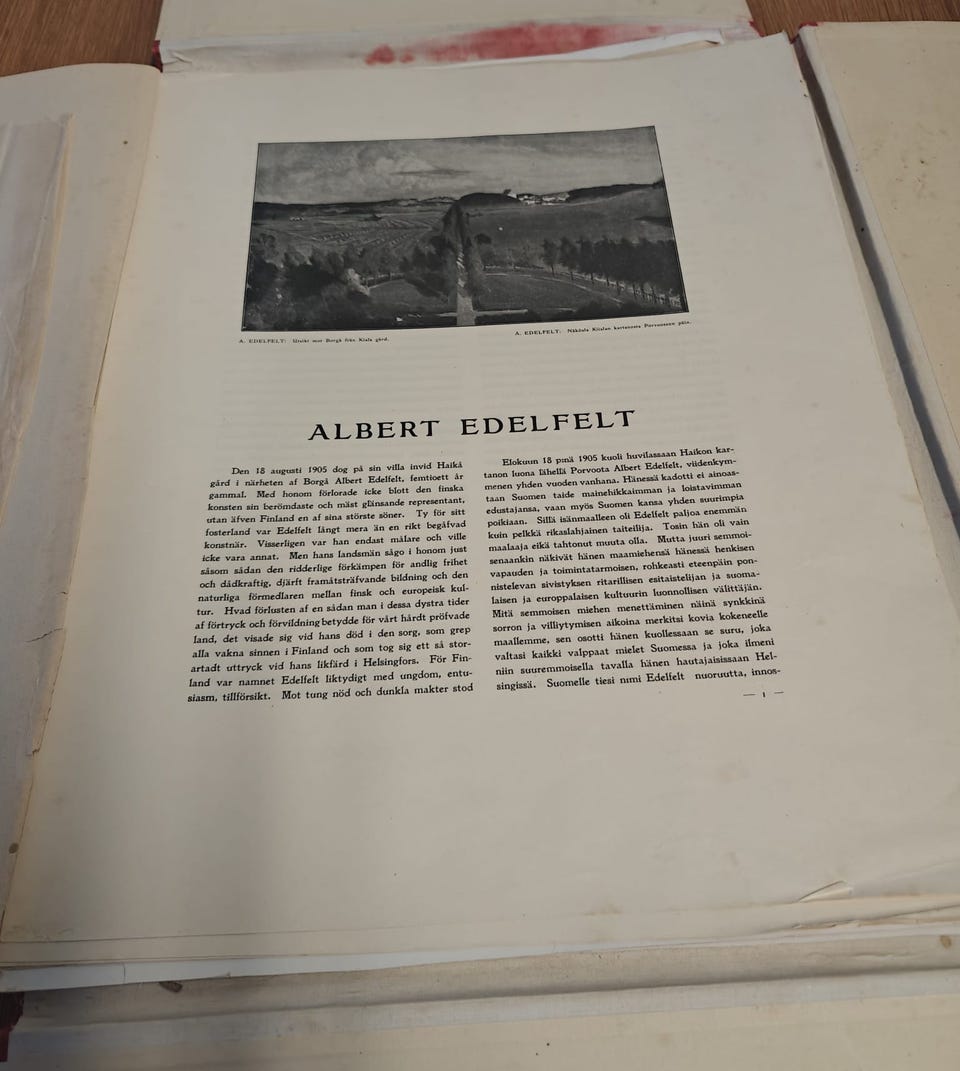 A. EDELFELT: Utsikt mot Borgå från Kiala gård.
A. EDELFELT: Näköala Kiialan kartanosta Porvooseen päin.
ALBERT EDELFELT
Den 18 augusti 1905 dog på sin villa invid Haikå
gård i närheten af Borgå Albert Edelfelt, femtioett år
gammal. Med honom förlorade icke blott den finska
konsten sin berömdaste och mäst glänsande representant,
utan äfven Finland en af sina störste söner. Ty för sitt
fosterland var Edelfelt långt mera än en rikt begåfvad
konstnär. Visserligen var han endast målare och ville
icke vara annat. Men hans landsmän sågo i honom just
såsom sådan den ridderlige förkämpen för andlig frihet
och dådkraftig, djärft framåtsträfvande bildning och den
naturliga förmedlaren mellan finsk och europeisk kul-
tur. Hvad förlusten af en sådan man i dessa dystra tider
af förtryck och förvildning betydde för vårt hårdt pröfvade
land, det visade sig vid hans död i den sorg, som grep
alla vakna sinnen i Finland och som tog sig ett så stor-
artadt uttryck vid hans likfärd i Helsingfors. För Fin-
land var namnet Edelfelt liktydigt med ungdom, entu-
siasm, tillförsikt. Mot tung nöd och dunkla makter stod
Elokuun 18 p:nä 1905 kuoli huvilassaan Haikon kar-
tanon luona lähellä Porvoota Albert Edelfelt, viidenkym-
menen yhden vuoden vanhana. Hänessä kadotti ei ainoas-
taan Suomen taide mainehikkaimman ja loistavimman
edustajansa, vaan myös Suomen kansa yhden suurimpia
poikiaan. Sillä isänmaalleen oli Edelfelt paljoa enemmän
kuin pelkkä rikaslahjainen taiteilija. Tosin hän oli vain
maalaaja eikä tahtonut muuta olla. Mutta juuri semmoi-
senaankin näkivät hänen maamiehensä hänessä henkisen
vapauden ja toimintatarmoisen, rohkeasti eteenpäin pon-
nistelevan sivistyksen ritarillisen esitaistelijan ja suoma-
laisen ja europpalaisen kultuurin luonnollisen välittäjän.
Mitä semmoisen miehen menettäminen näinä synkkinä
sorron ja villiytymisen aikoina merkitsi kovia kokeneelle
maallemme, sen osotti hänen kuollessaan se suru, joka
valtasi kaikki valppaat mielet Suomessa ja joka ilmeni
niin suuremmoisella tavalla hänen hautajaisissaan Hel-
singissä. Suomelle tiesi nimi Edelfelt nuoruutta, innos-
— 1 —